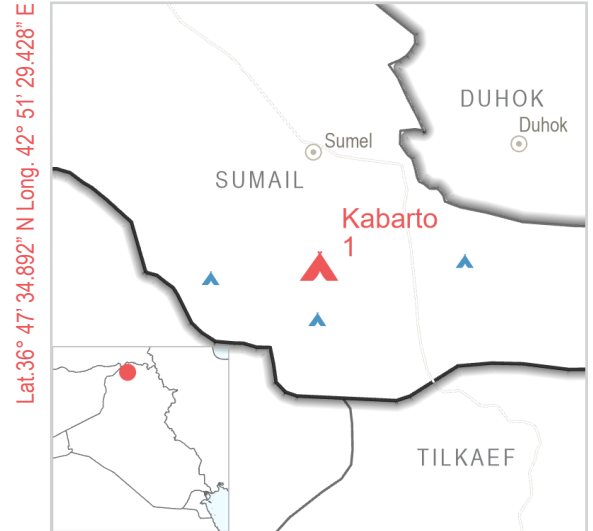 Lat.36° 47' 34.892" N Long. 42° 51' 29.428" E
DUHOK
Duhok
Sumel
SUMAIL
Kabarto
1
TILKAEF